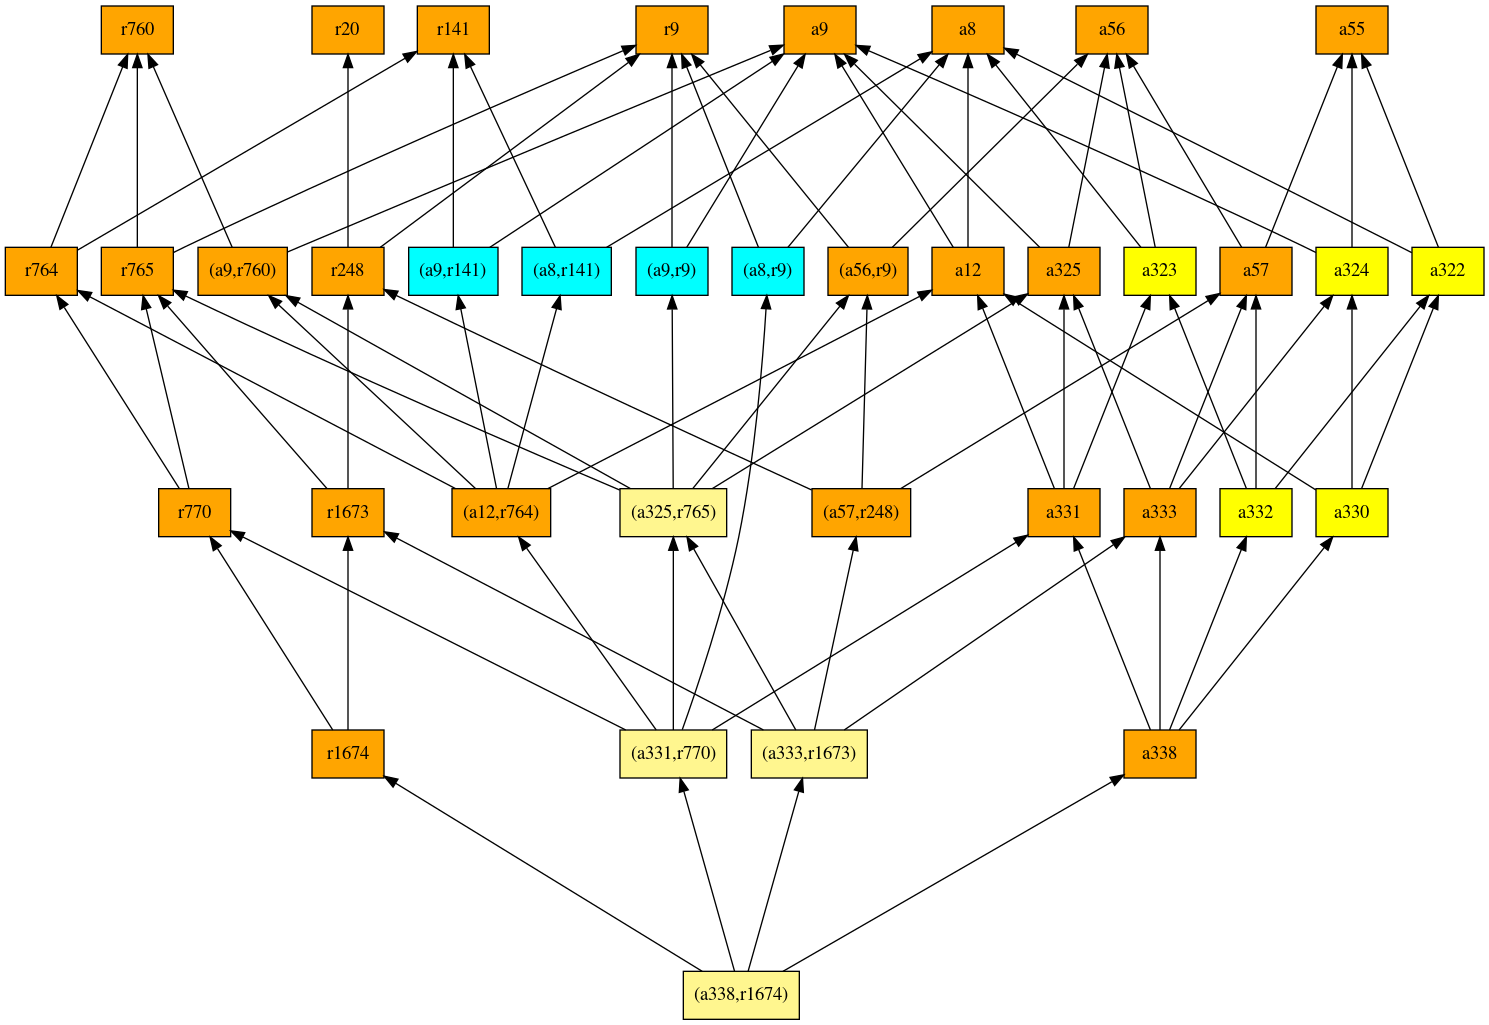 r760
r20
r141
r9
a9
a8
a56
a55
r764
r765
(a9,r760)
r248
(a9,r141)
(a8,r141)
(a9,r9)
(a8,r9)
(a56,r9)
a12
a325
a323
a57
a324
a322
r770
r1673
(a12,r764)
(a325,r765)
(a57,r248)
a331
a333
a332
a330
r1674
(a331,r770)
(a333,r1673)
a338
(a338,r1674)